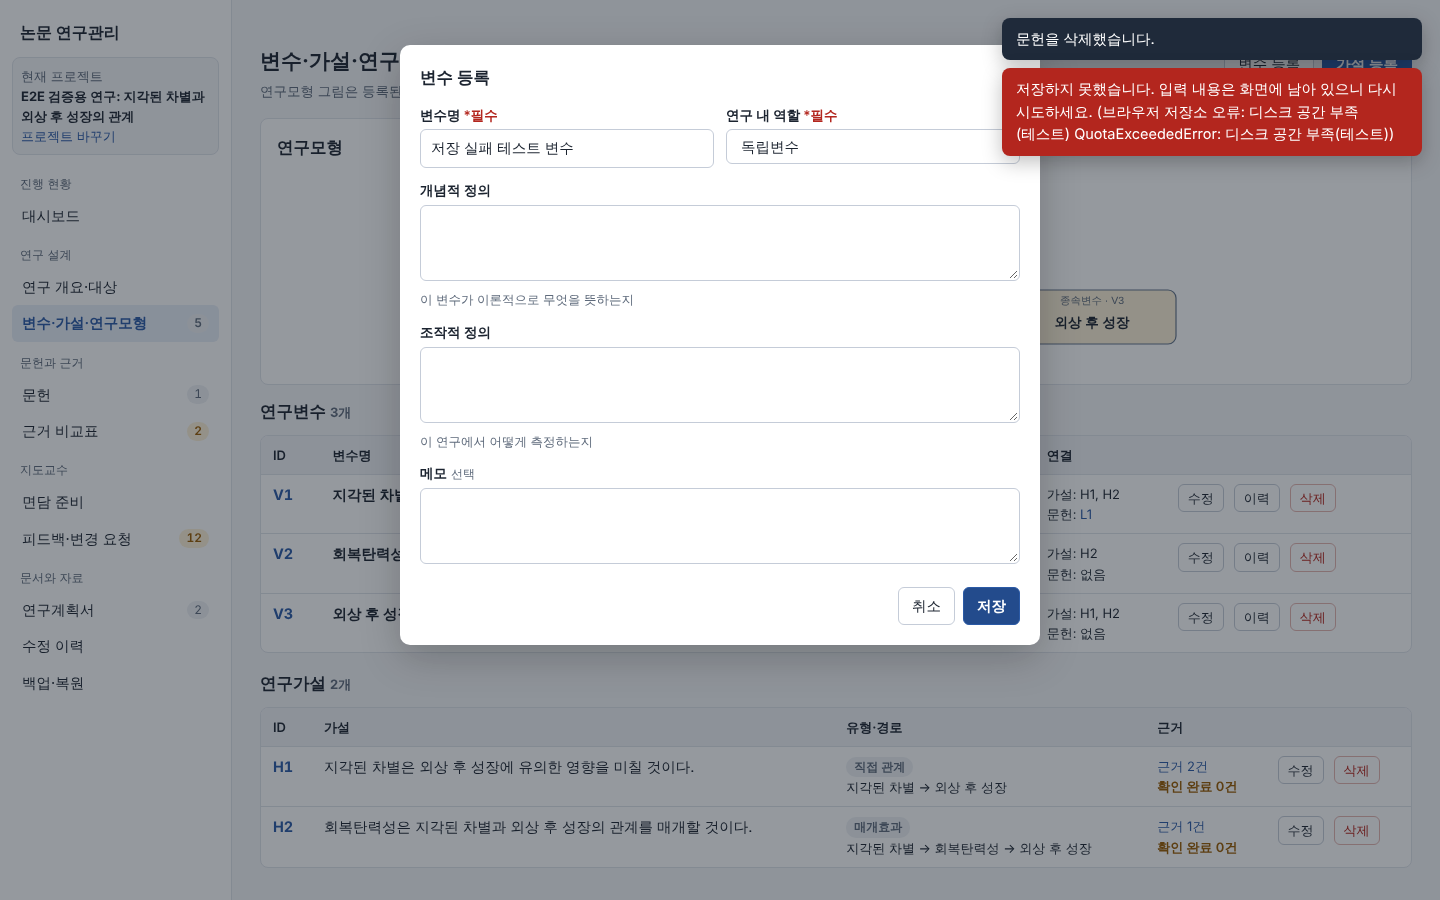 논문 연구관리
현재 프로젝트
E2E 검증용 연구: 지각된 차별과
외상 후 성장의 관계
프로젝트 바꾸기
진행 현황
대시보드
연구 설계
연구 개요·대상
변수·가설·연구모형 5
문헌과 근거
문헌 1
근거 비교표 2
지도교수
면담 준비
피드백·변경 요청 12
문서와 자료
연구계획서 2
수정 이력
백업·복원
변수·가설·연구
연구모형 그림은 등록된
변수 등록 가설 등록
연구모형
종속변수 · V3
외상 후 성장
문헌을 삭제했습니다.
저장하지 못했습니다. 입력 내용은 화면에 남아 있으니 다시
시도하세요. (브라우저 저장소 오류: 디스크 공간 부족
(테스트) QuotaExceededError: 디스크 공간 부족(테스트))
변수 등록
변수명 *필수 연구 내 역할 *필수
저장 실패 테스트 변수 독립변수
개념적 정의
이 변수가 이론적으로 무엇을 뜻하는지
조작적 정의
이 연구에서 어떻게 측정하는지
메모 선택
취소 저장
연구변수 3개
ID 변수명 연결
V1 지각된 차별 가설: H1, H2 수정 이력 삭제
문헌: L1
V2 회복탄력성 가설: H2 수정 이력 삭제
문헌: 없음
V3 외상 후 성 가설: H1, H2 수정 이력 삭제
문헌: 없음
연구가설 2개
ID 가설 유형·경로 근거
H1 지각된 차별은 외상 후 성장에 유의한 영향을 미칠 것이다. 직접 관계 근거 2건 수정 삭제
지각된 차별 → 외상 후 성장 확인 완료 0건
H2 회복탄력성은 지각된 차별과 외상 후 성장의 관계를 매개할 것이다. 매개효과 근거 1건 수정 삭제
지각된 차별 → 회복탄력성 → 외상 후 성장 확인 완료 0건